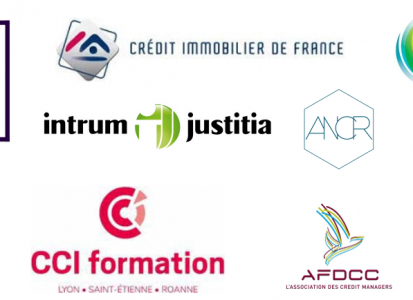 CRÉDIT IMMOBILIER DE FRANCE
intrum justitia
ANCR
CCI formation
LYON • SAINT-ÉTIENNE • ROANNE
AFDCC
L'ASSOCIATION DES CREDIT MANAGERS